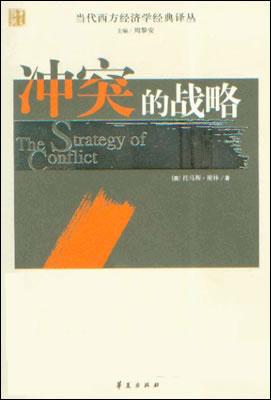 当代西方经济学经典译丛
主编/周黎安
冲突的战略
The Strategy of
Conflict
[美] 托马斯·谢林/著
华夏出版社